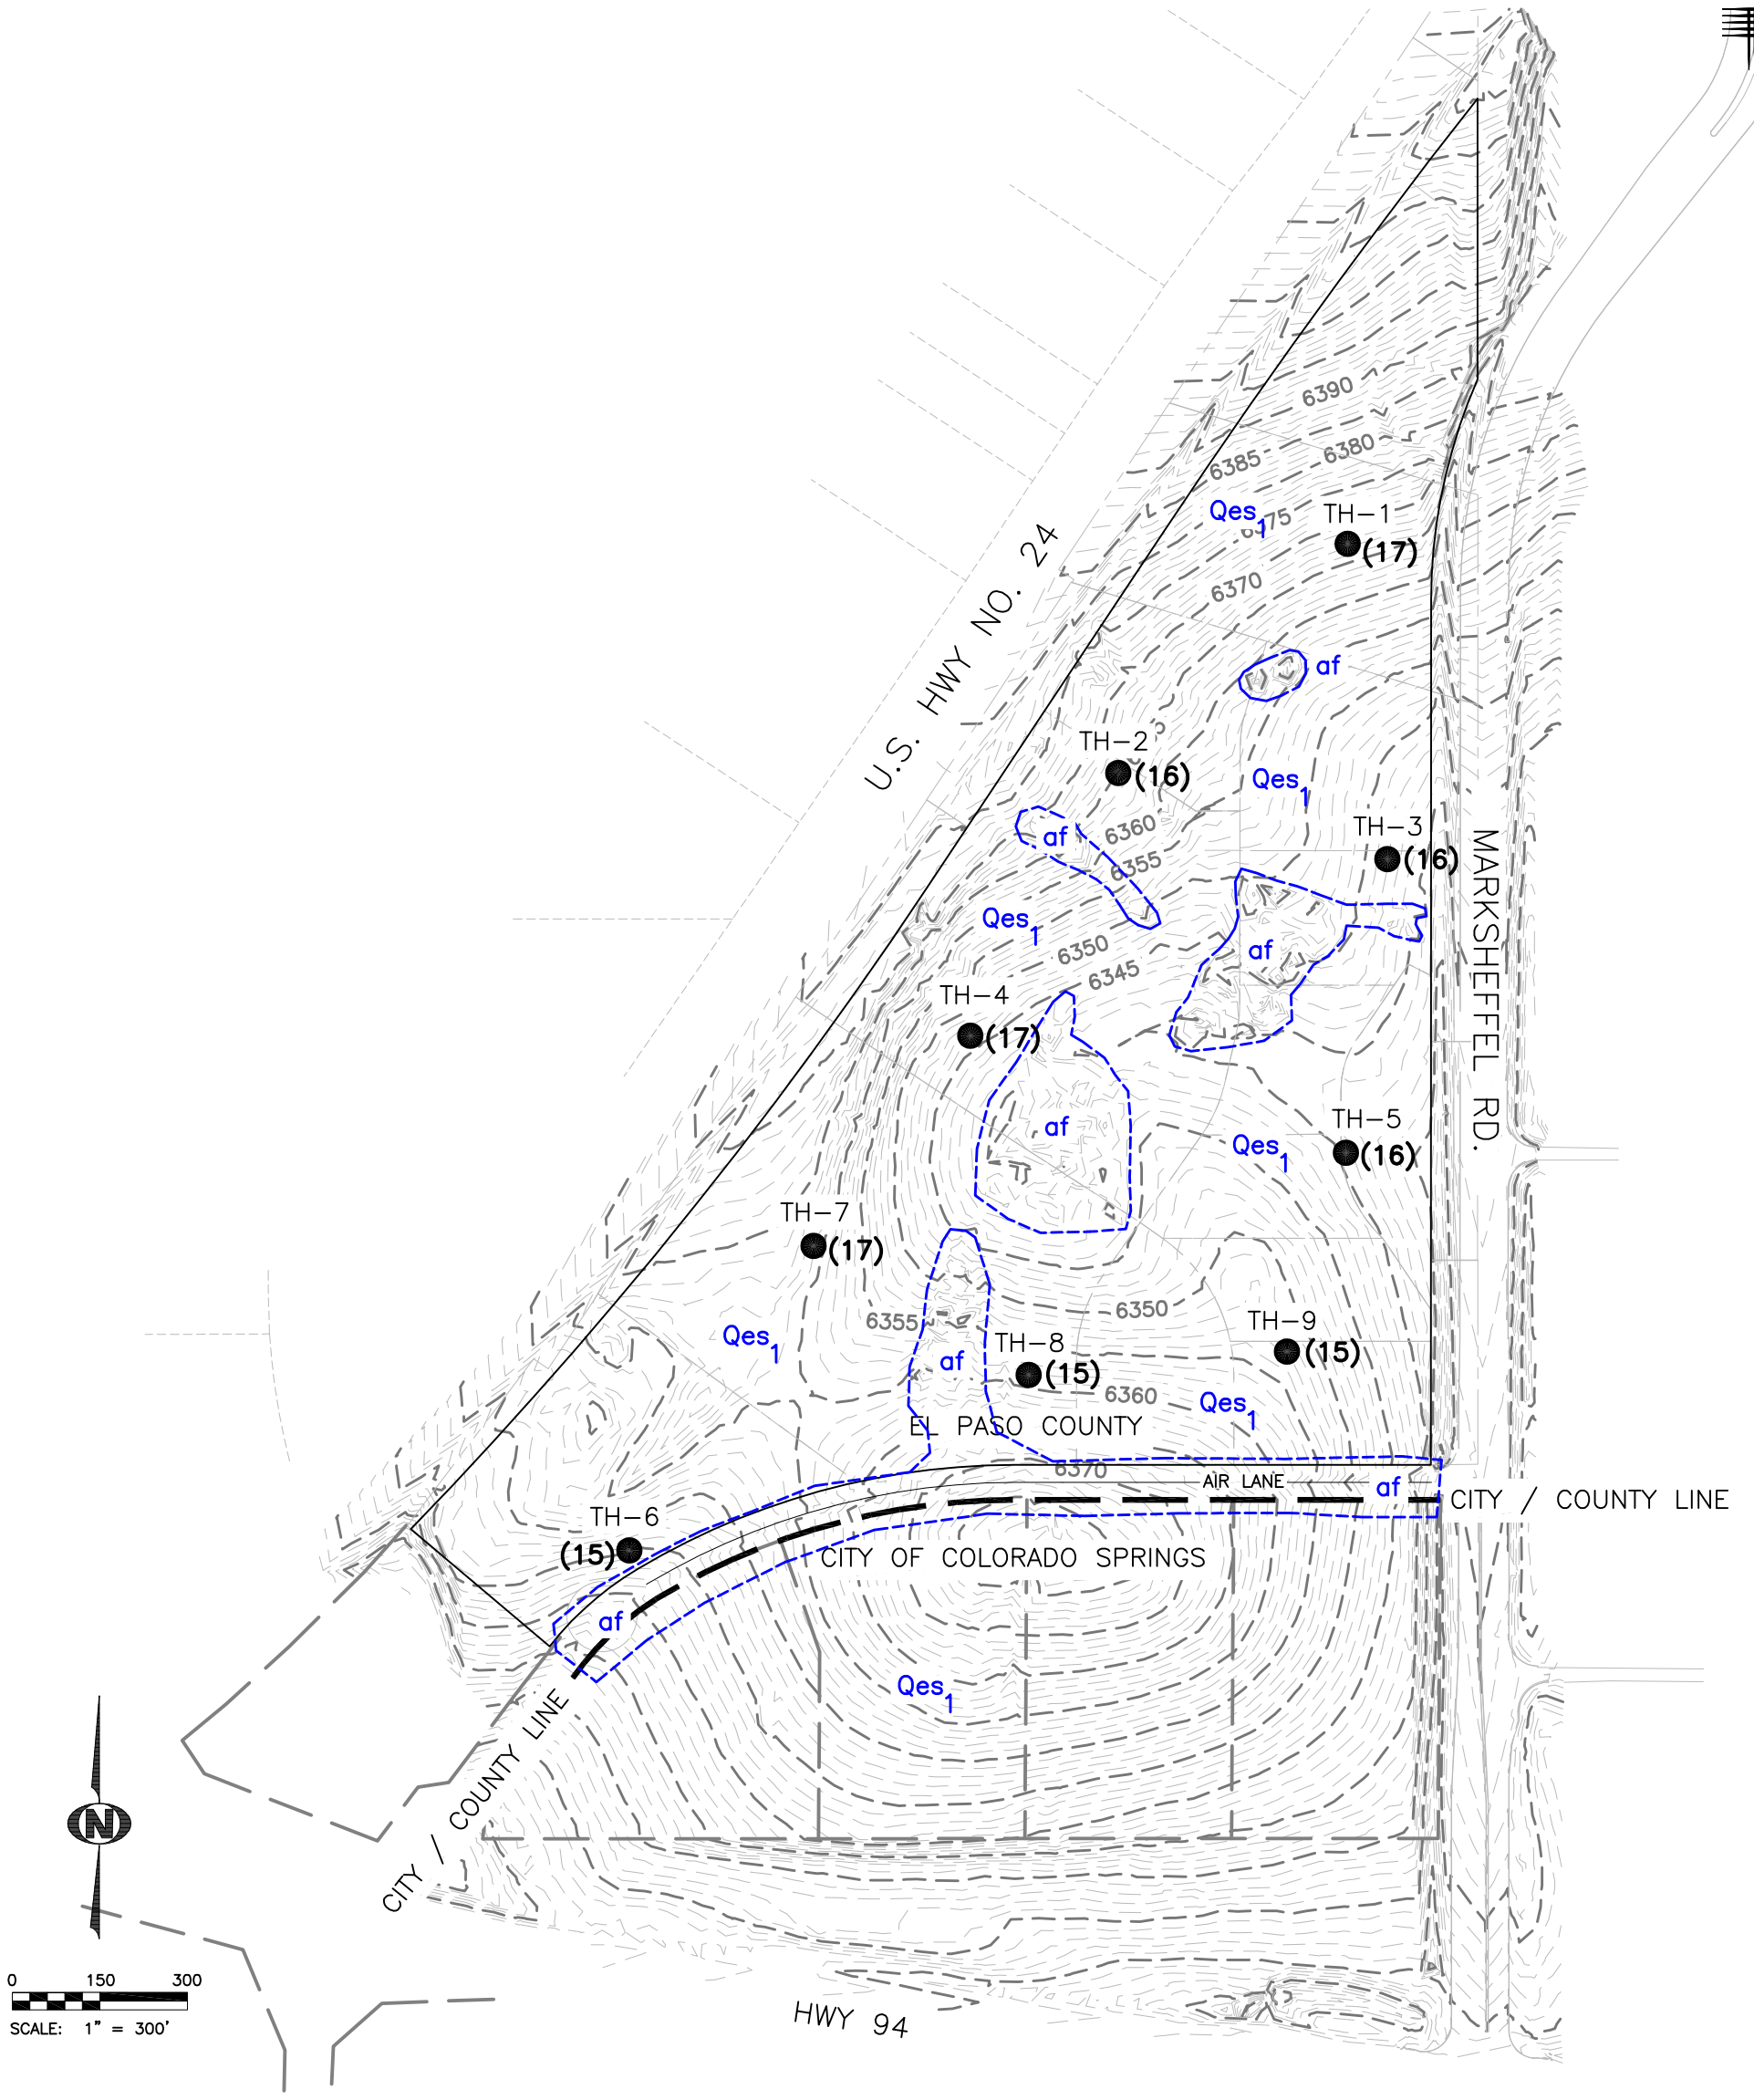 6390
6385
6380
Qes1
6375
TH-1
(17)
6370
U.S. HWY NO. 24
af
TH-2
(16)
Qes1
af
6360
6355
TH-3
(16)
MARKSHEFFEL RD.
Qes1
6350
6345
af
TH-4
(17)
af
TH-5
(16)
Qes1
TH-7
(17)
6355
6350
Qes1
af
TH-8
(15)
TH-9
(15)
6360
Qes1
EL PASO COUNTY
6370
AIR LANE
af
CITY / COUNTY LINE
TH-6
(15)
CITY OF COLORADO SPRINGS
af
Qes1
CITY / COUNTY LINE
N
0 150 300
SCALE: 1" = 300'
HWY 94